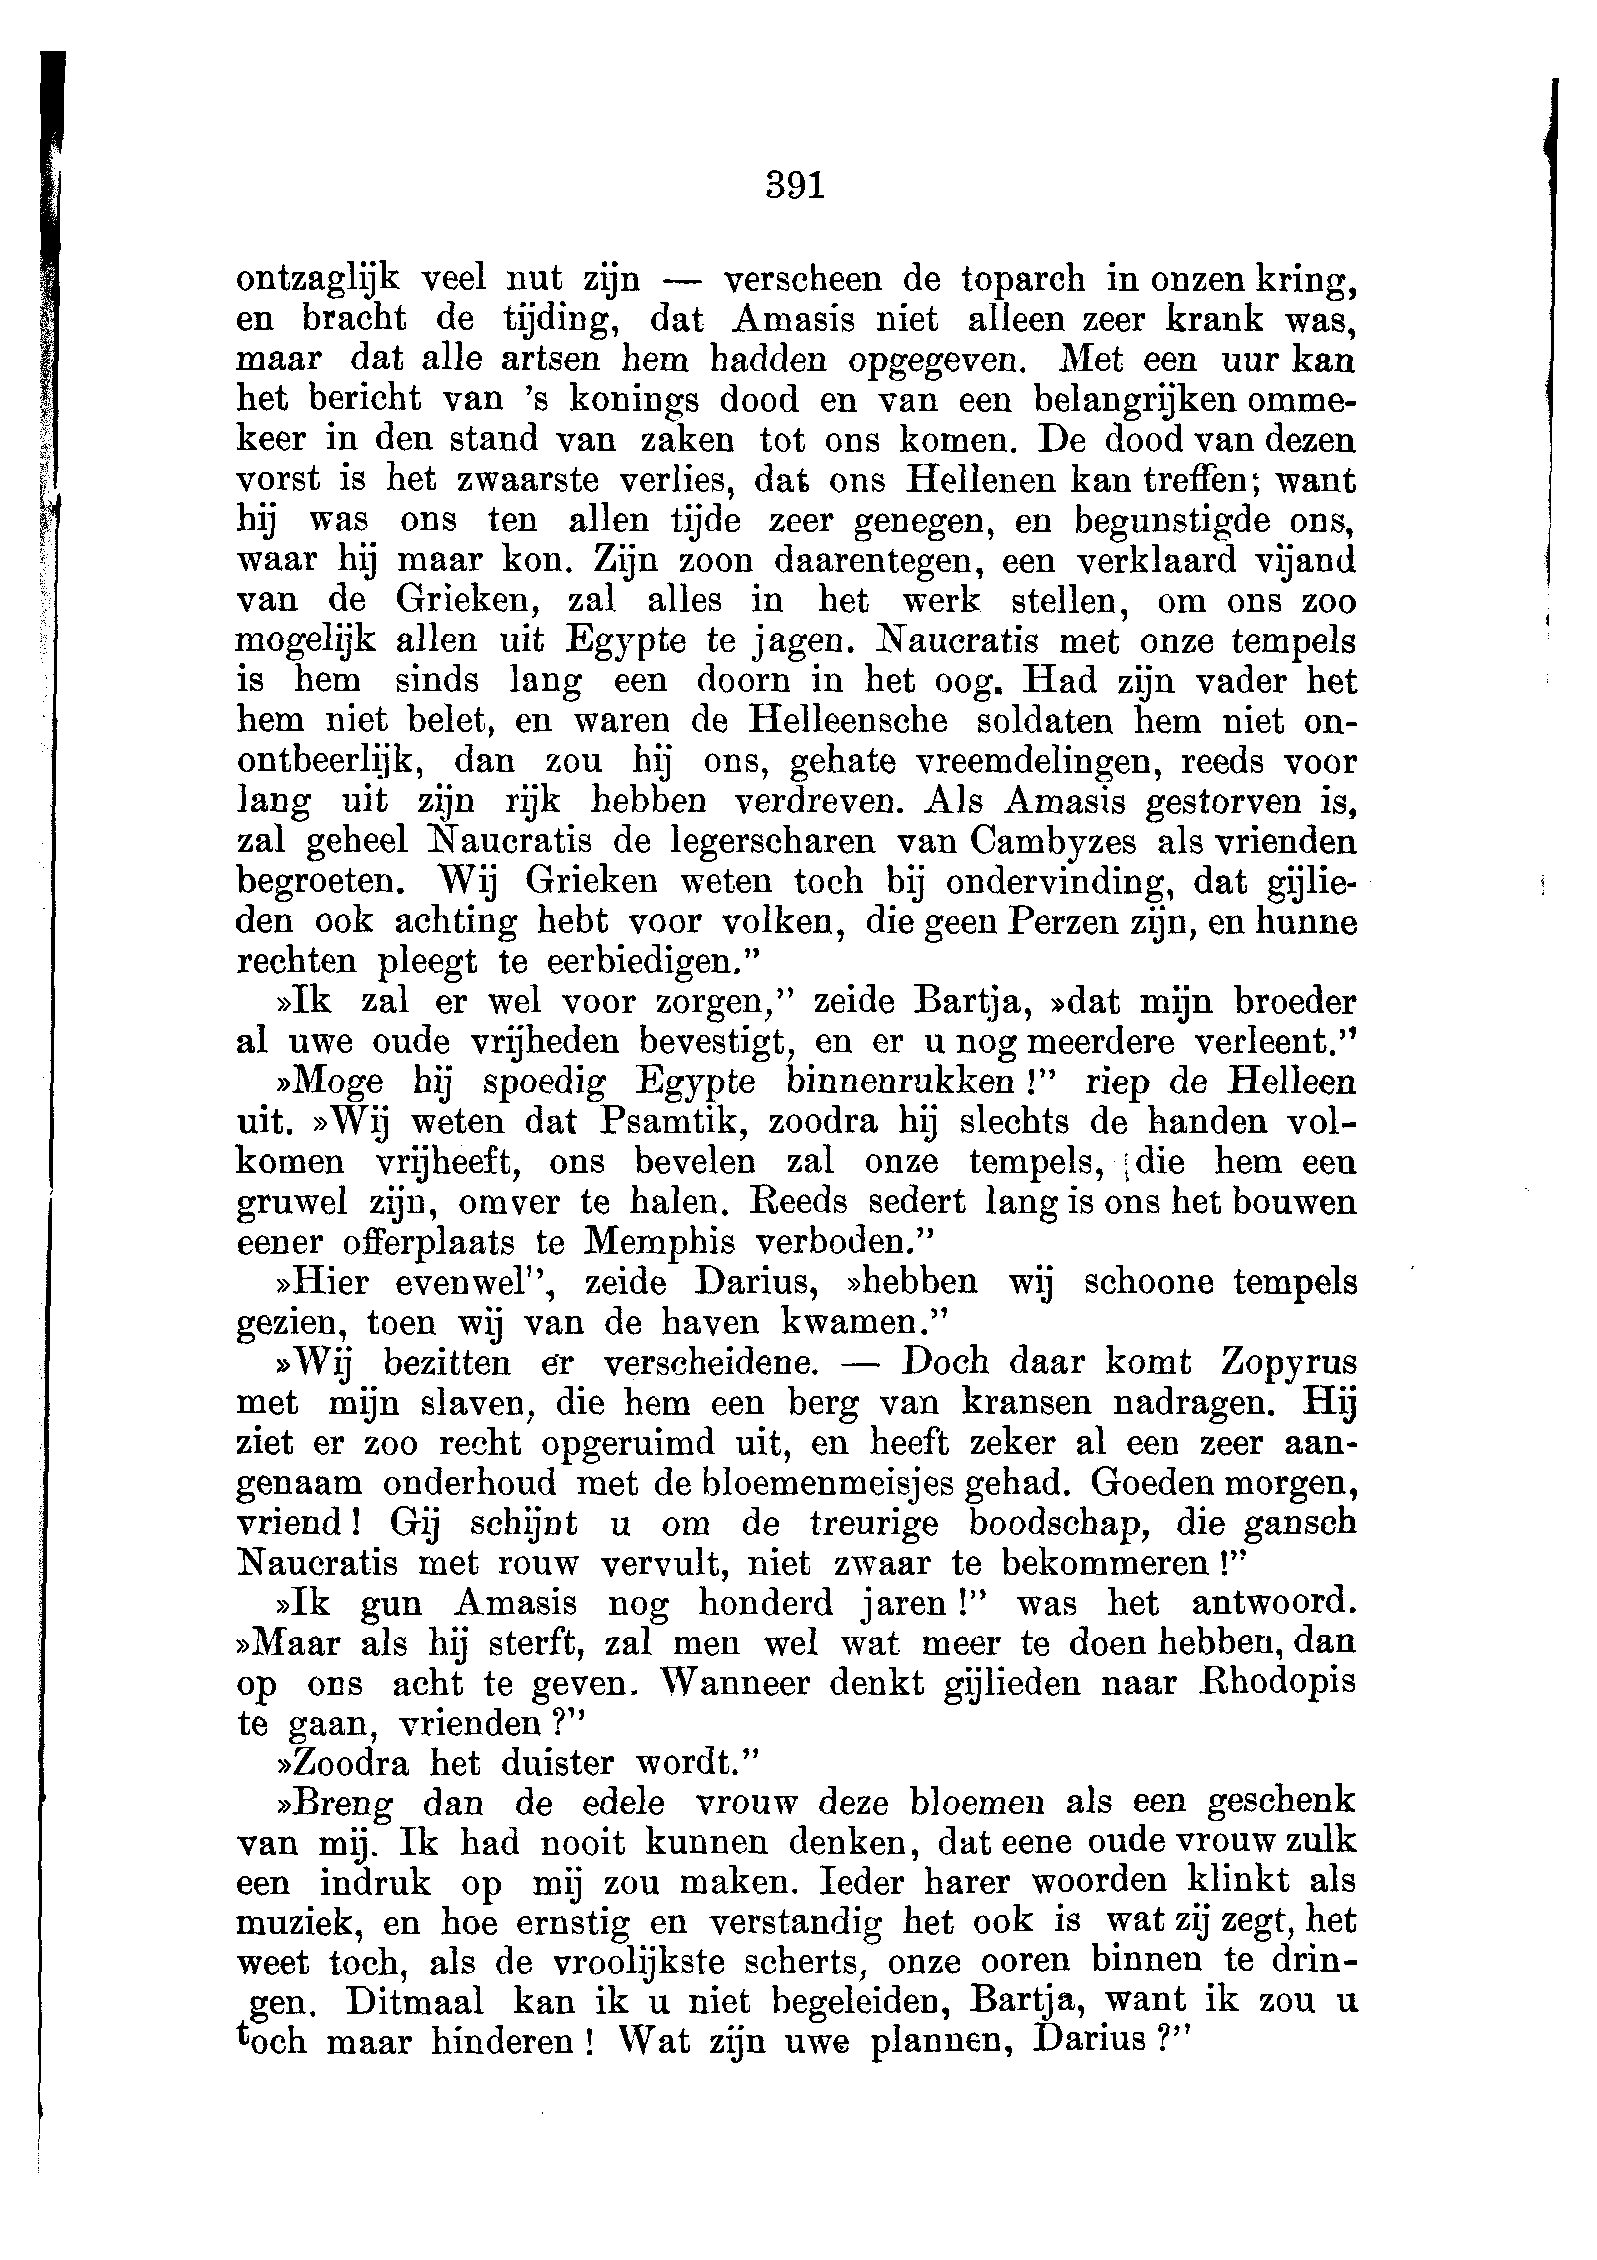 391
ontzaglijk veel nut zijn — verscheen de toparch in onzen kring,
en bracht de tijding, dat Amasis niet alleen zeer krank was,
maar dat alle artsen hem hadden opgegeven. Met een uur kan
het bericht van 's konings dood en van een belangrijken omme-
keer in den stand van zaken tot ons komen. De dood van dezen
vorst is het zwaarste verlies, dat ons Hellenen kan treffen; want
hij was ons ten allen tijde zeer genegen, en begunstigde ons,
waar hij maar kon. Zijn zoon daarentegen, een verklaard vijand
van de Grieken, zal alles in het werk stellen, om ons zoo
mogelijk allen uit Egypte te jagen. Naucratis met onze tempels
is hem sinds lang een doorn in het oog. Had zijn vader het
hem niet belet, en waren de Helleensche soldaten hem niet on-
ontbeerlijk, dan zou hij ons, gehate vreemdelingen, reeds voor
lang uit zijn rijk hebben verdreven. Als Amasis gestorven is,
zal geheel Naucratis de legerscharen van Cambyzes als vrienden
begroeten. Wij Grieken weten toch bij ondervinding, dat gijlie-
den ook achting hebt voor volken, die geen Perzen zijn, en hunne
rechten pleegt te eerbiedigen.”
»Ik zal er wel voor zorgen,” zeide Bartja, »dat mijn broeder
al uwe oude vrijheden bevestigt, en er u nog meerdere verleent.”
»Moge hij spoedig Egypte binnenrukken!” riep de Helleen
uit. »Wij weten dat Psamtik, zoodra hij slechts de handen vol-
komen vrijheeft, ons bevelen zal onze tempels, die hem een
gruwel zijn, omver te halen. Reeds sedert lang is ons het bouwen
eener offerplaats te Memphis verboden.”
»Hier evenwel”, zeide Darius, »hebben wij schoone tempels
gezien, toen wij van de haven kwamen.”
»Wij bezitten er verscheidene. — Doch daar komt Zopyrus
met mijn slaven, die hem een berg van kransen nadragen. Hij
ziet er zoo recht opgeruimd uit, en heeft zeker al een zeer aan-
genaam onderhoud met de bloemenmeisjes gehad. Goeden morgen,
vriend! Gij schijnt u om de treurige boodschap, die gansch
Naucratis met rouw vervult, niet zwaar te bekommeren!”
»Ik gun Amasis nog honderd jaren!” was het antwoord.
»Maar als hij sterft, zal men wel wat meer te doen hebben, dan
op ons acht te geven. Wanneer denkt gijlieden naar Rhodopis
te gaan, vrienden?”
»Zoodra het duister wordt.”
»Breng dan de edele vrouw deze bloemen als een geschenk
van mij. Ik had nooit kunnen denken, dat eene oude vrouw zulk
een indruk op mij zou maken. Ieder harer woorden klinkt als
muziek, en hoe ernstig en verstandig het ook is wat zij zegt, het
weet toch, als de vroolijkste scherts, onze ooren binnen te drin-
gen. Ditmaal kan ik u niet begeleiden, Bartja, want ik zou u
toch maar hinderen! Wat zijn uwe plannen, Darius?”